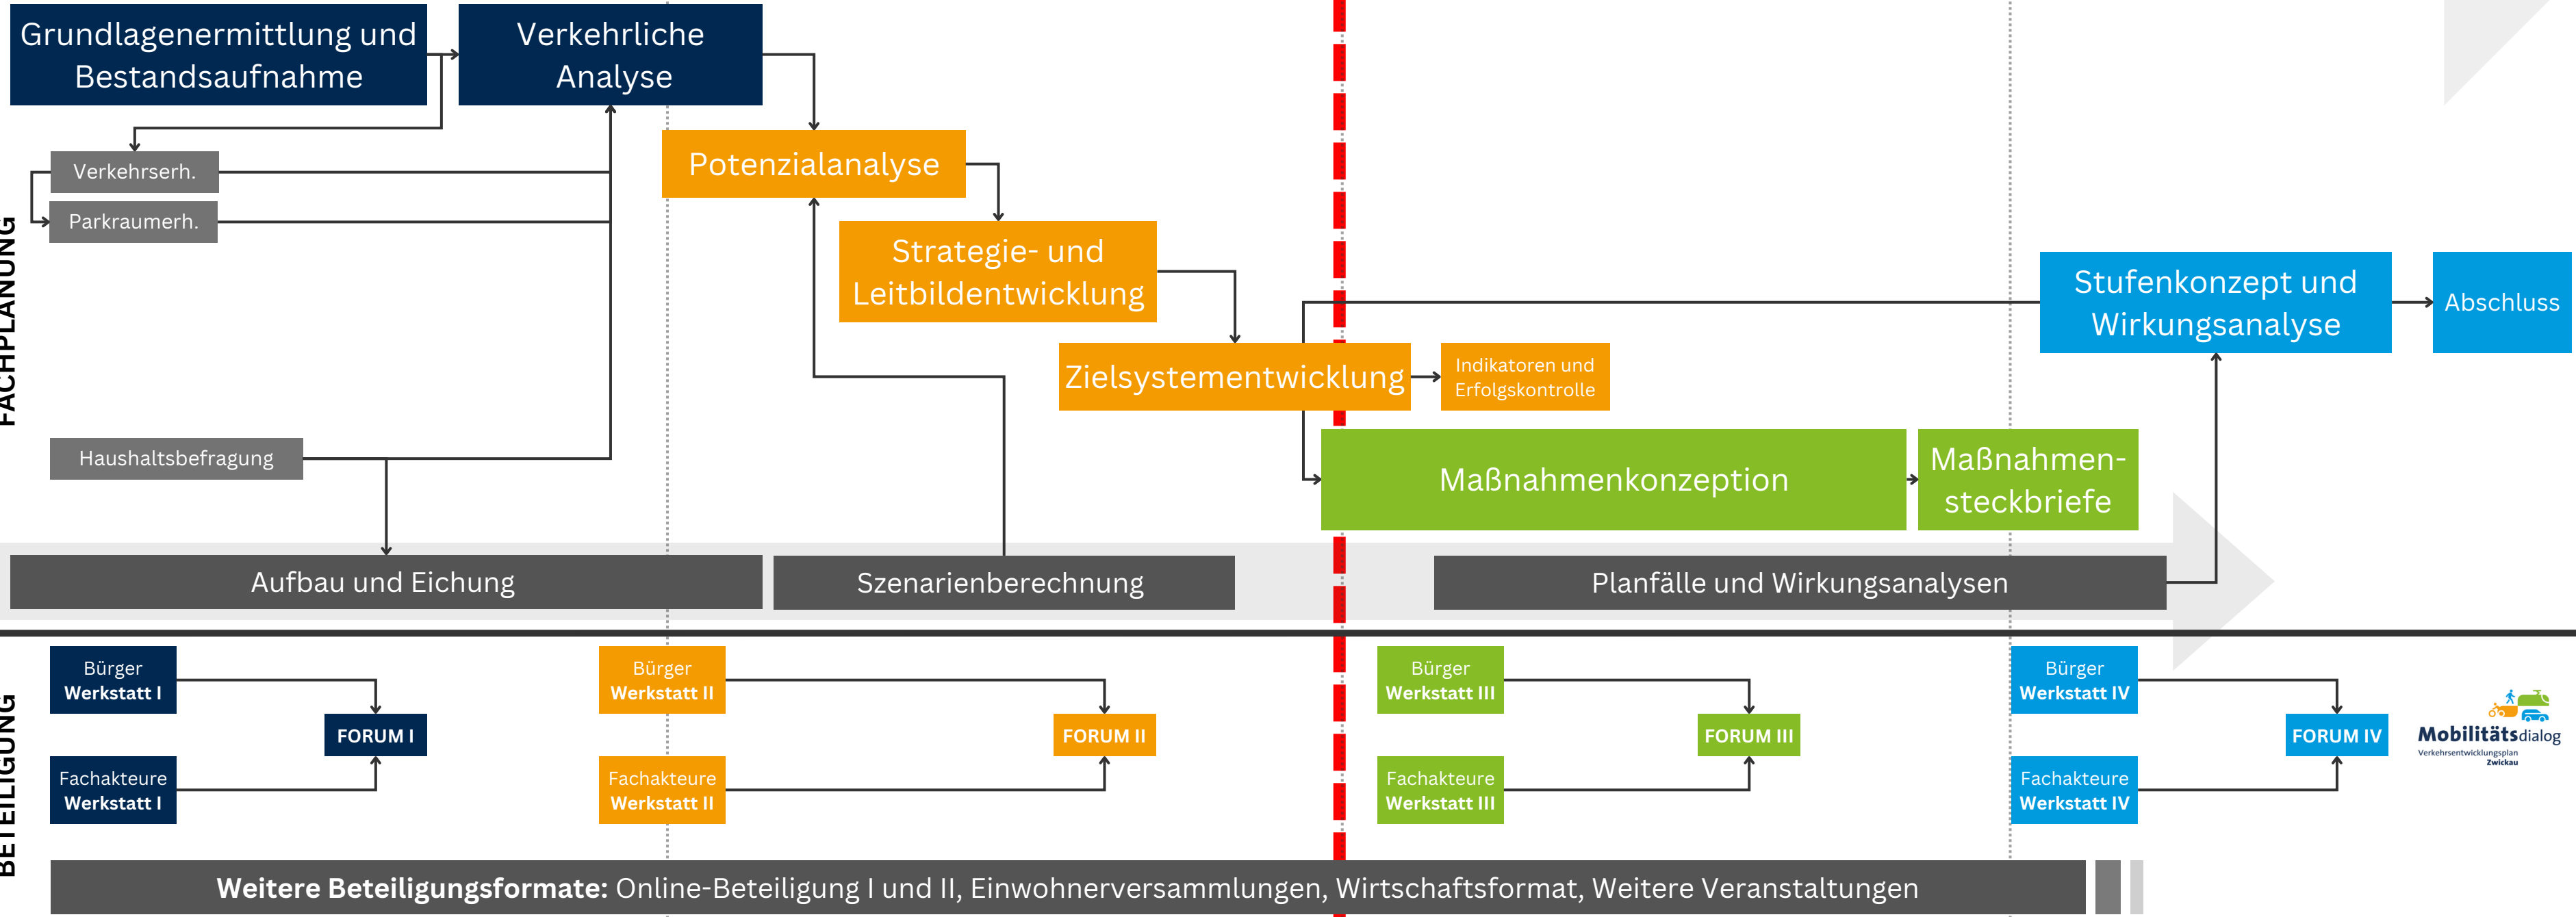 Grundlagenermittlung und
Bestandsaufnahme
Verkehrliche
Analyse
Potenzialanalyse
Verkehrserh.
Parkraumerh.
Strategie- und
Leitbildentwicklung
Stufenkonzept und
Wirkungsanalyse
Abschluss
FACHPLANUNG
Zielsystementwicklung
Indikatoren und
Erfolgskontrolle
Haushaltsbefragung
Maßnahmenkonzeption
Maßnahmen-
steckbriefe
Aufbau und Eichung
Szenarienberechnung
Planfälle und Wirkungsanalysen
Bürger
Werkstatt I
Bürger
Werkstatt II
Bürger
Werkstatt III
Bürger
Werkstatt IV
FORUM I
FORUM II
FORUM III
FORUM IV
Mobilitätsdialog
Verkehrsentwicklungsplan
Zwickau
BETEILIGUNG
Fachakteure
Werkstatt I
Fachakteure
Werkstatt II
Fachakteure
Werkstatt III
Fachakteure
Werkstatt IV
Weitere Beteiligungsformate: Online-Beteiligung I und II, Einwohnerversammlungen, Wirtschaftsformat, Weitere Veranstaltungen